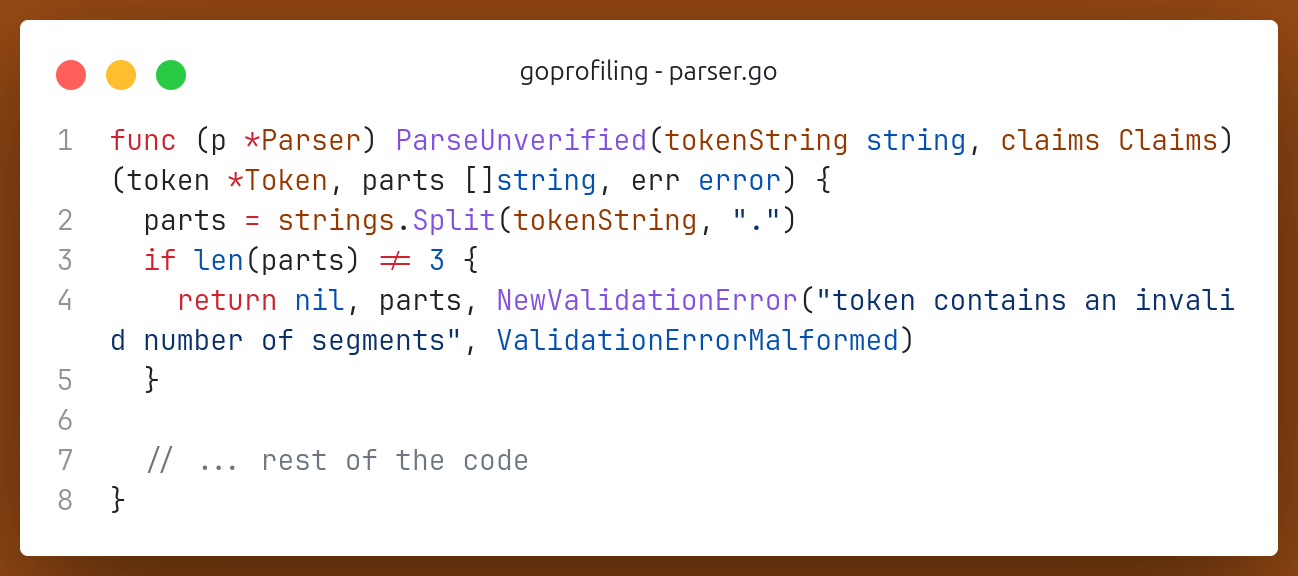 goprofiling - parser.go
1 func (p *Parser) ParseUnverified(tokenString string, claims Claims)
(token *Token, parts []string, err error) {
2   parts = strings.Split(tokenString, ".")
3   if len(parts) != 3 {
4     return nil, parts, NewValidationError("token contains an invali
d number of segments", ValidationErrorMalformed)
5   }
6
7   // ... rest of the code
8 }